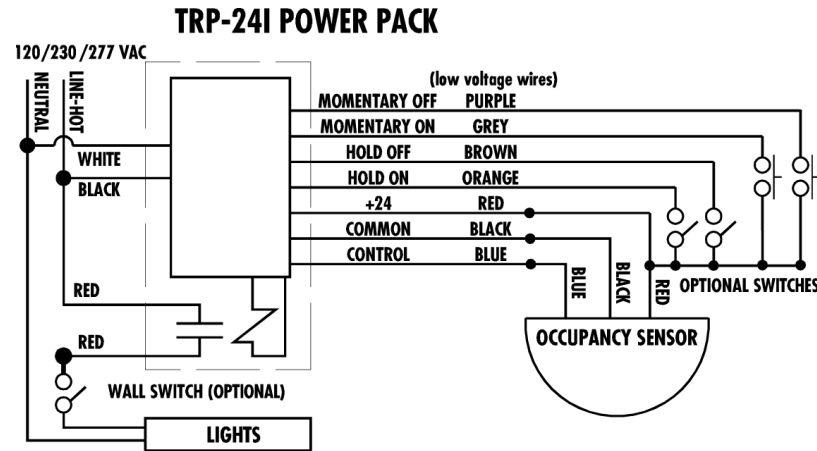 TRP-24I POWER PACK
120/230/277 VAC
NEUTRAL
LINE-HOT
(low voltage wires)
MOMENTARY OFF PURPLE
MOMENTARY ON GREY
HOLD OFF BROWN
HOLD ON ORANGE
+24 RED
COMMON BLACK
CONTROL BLUE
WHITE
BLACK
RED
RED
BLUE
BLACK
RED
OPTIONAL SWITCHES
OCCUPANCY SENSOR
WALL SWITCH (OPTIONAL)
LIGHTS